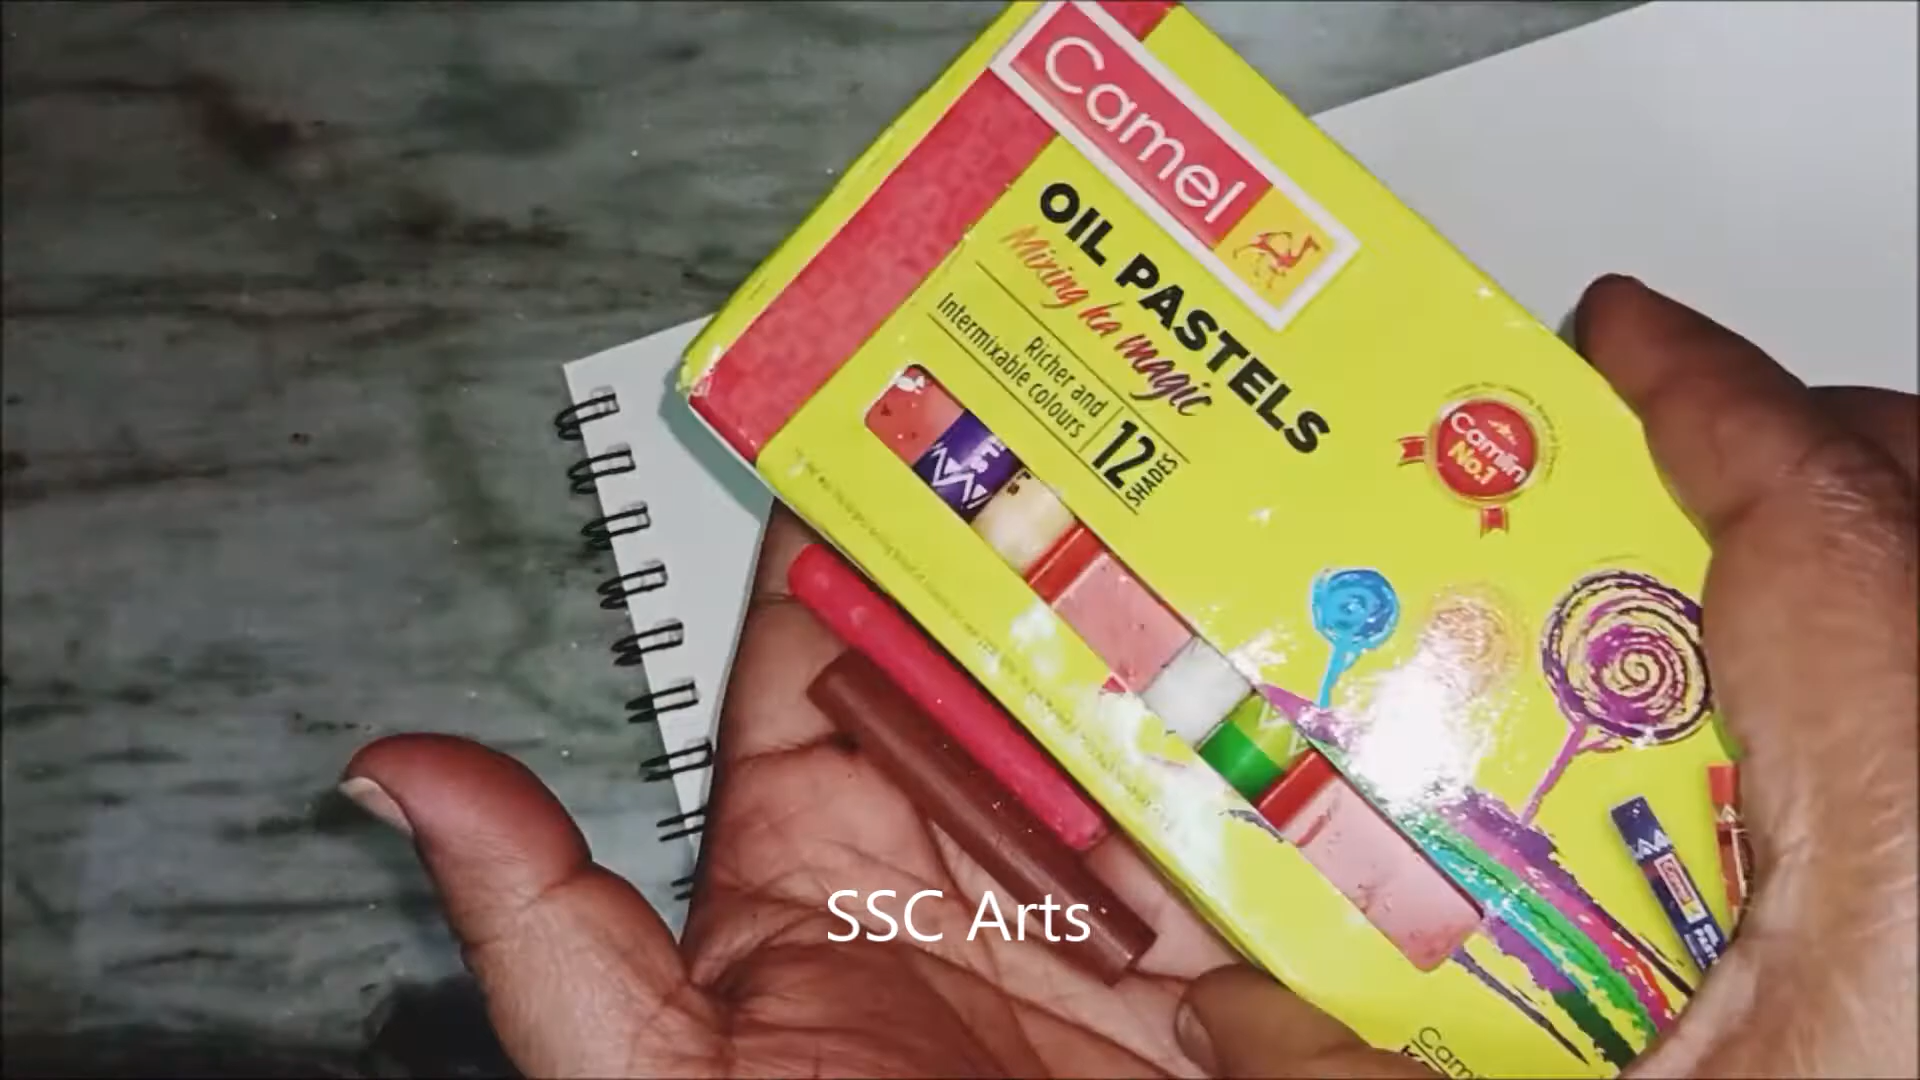 Camel
OIL PASTELS
Mixing ka magic
Richer and
Intermixable colours
12
SHADES
Camlin
No.1
SSC Arts